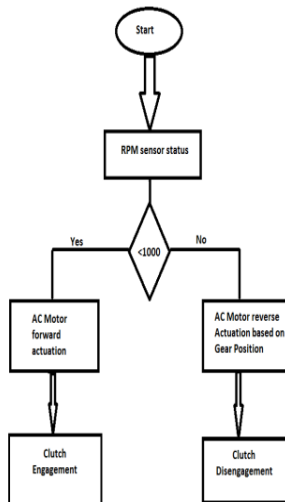 Start
RPM sensor status
<1000
Yes
No
AC Motor
forward
actuation
AC Motor reverse
Actuation based on
Gear Position
Clutch
Engagement
Clutch
Disengagement